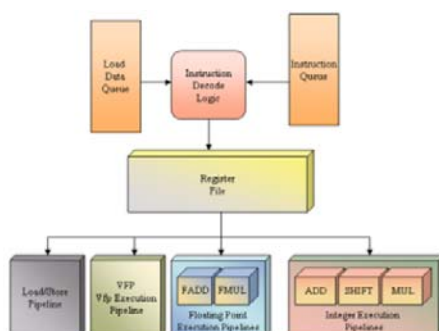 Load
Data
Queue
Instruction
Decode
Logic
Instruction
Queue
Register
File
Load/Store
Pipeline
VFP
Vfp Execution
Pipeline
FADD
FMUL
Floating Point
Execution Pipelines
ADD
SHIFT
MUL
Integer Execution
Pipelines